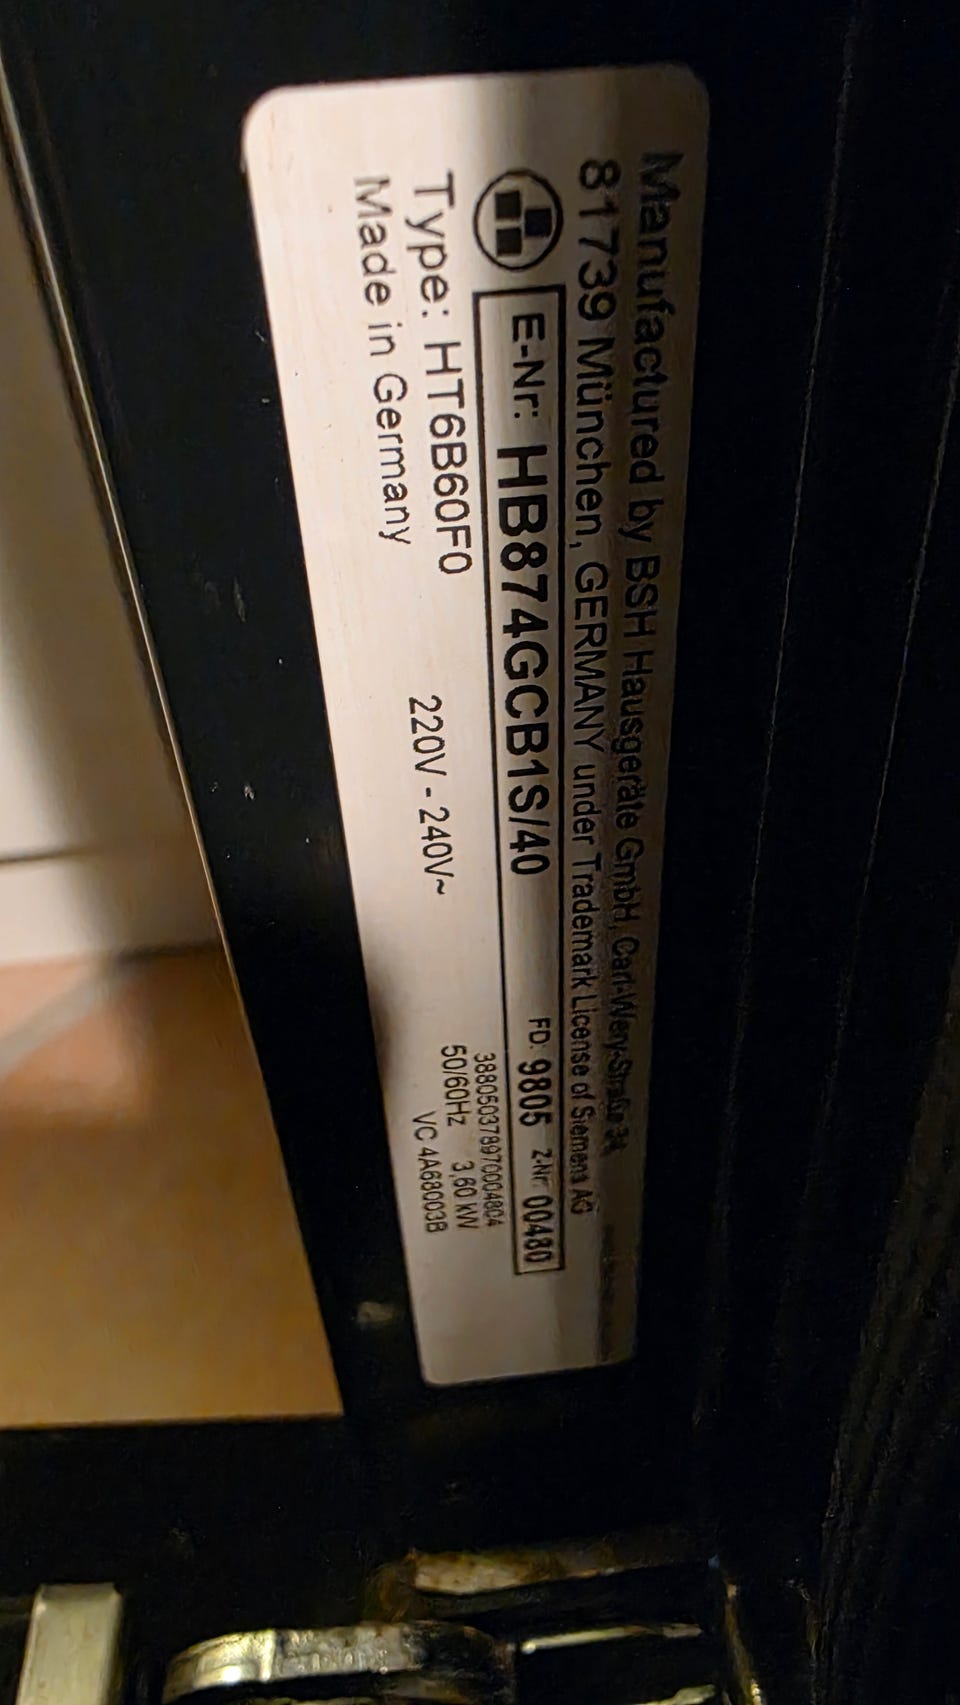 Manufactured by BSH Hausgeräte GmbH, Carl-Wery-Straße 34
81739 München, GERMANY under Trademark License of Siemens AG
E-Nr: HB874GCB1S/40 FD: 9805 Z-Nr: 00480
388050378970004804
Type: HT6B60F0 220V - 240V~ 50/60Hz 3,60 kW
Made in Germany VC 4A68003B